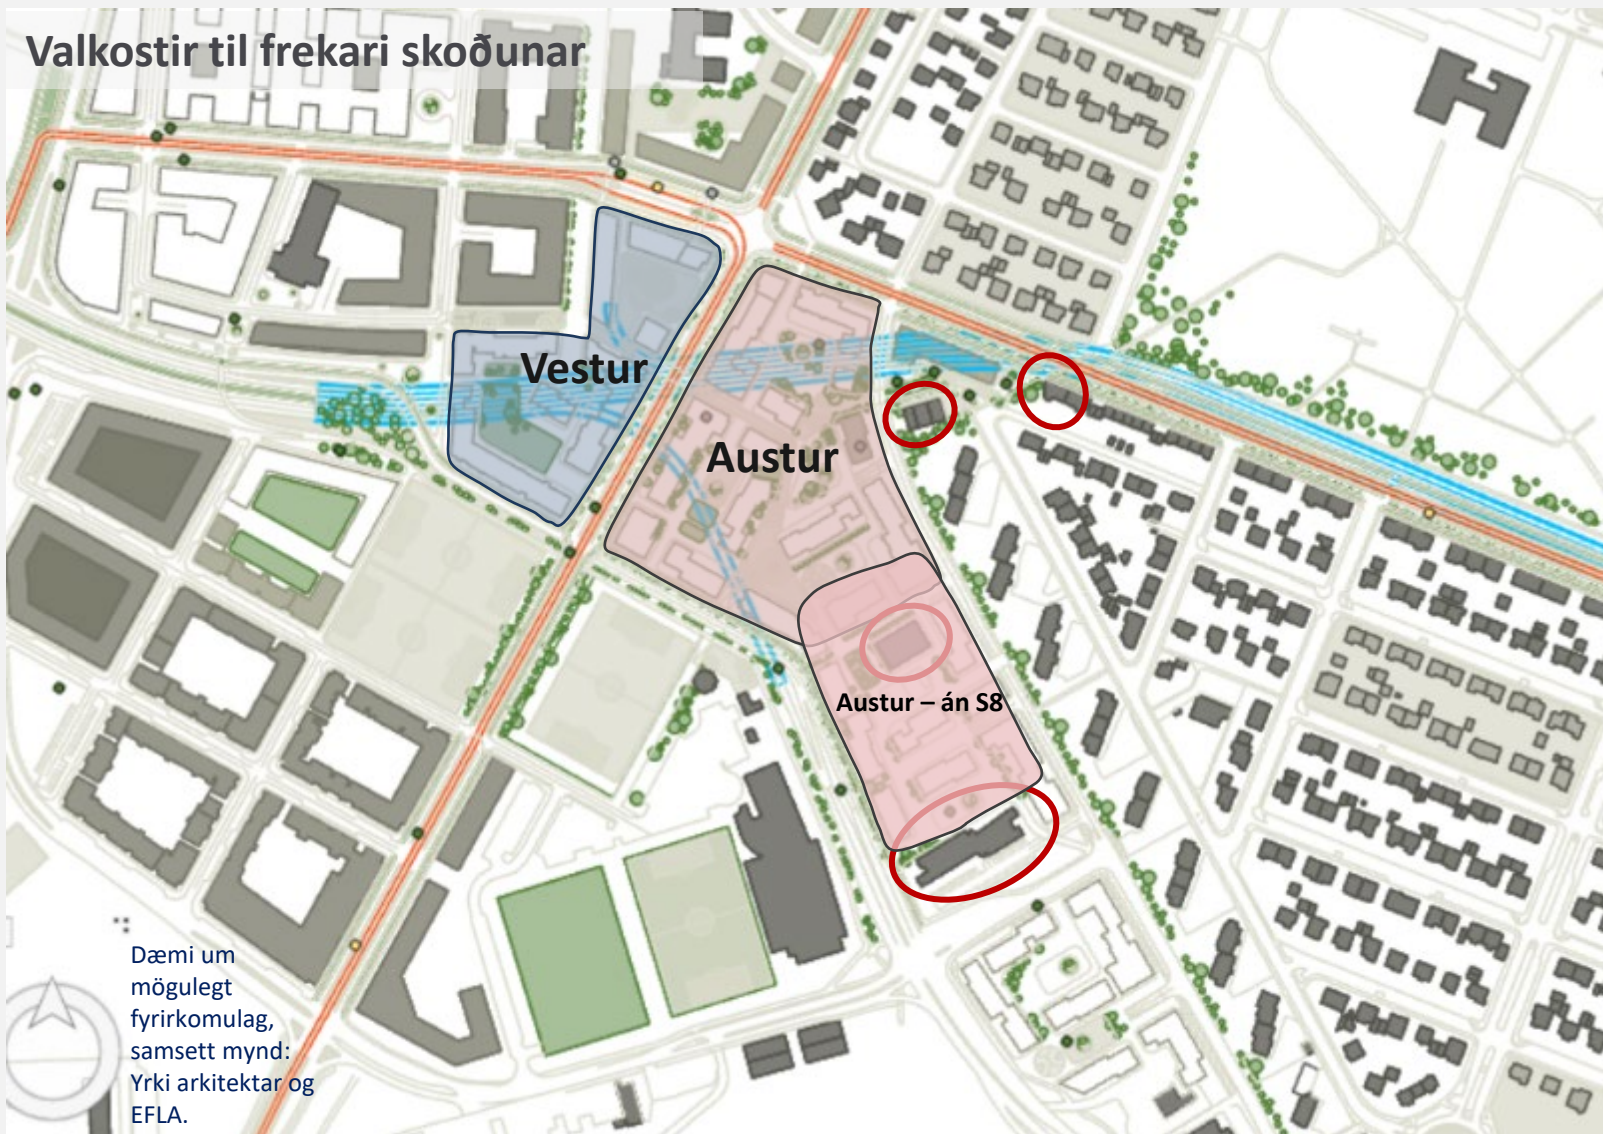 Valkostir til frekari skoðunar
Vestur
Austur
Austur – án S8
Dæmi um
mögulegt
fyrirkomulag,
samsett mynd:
Yrki arkitektar og
EFLA.